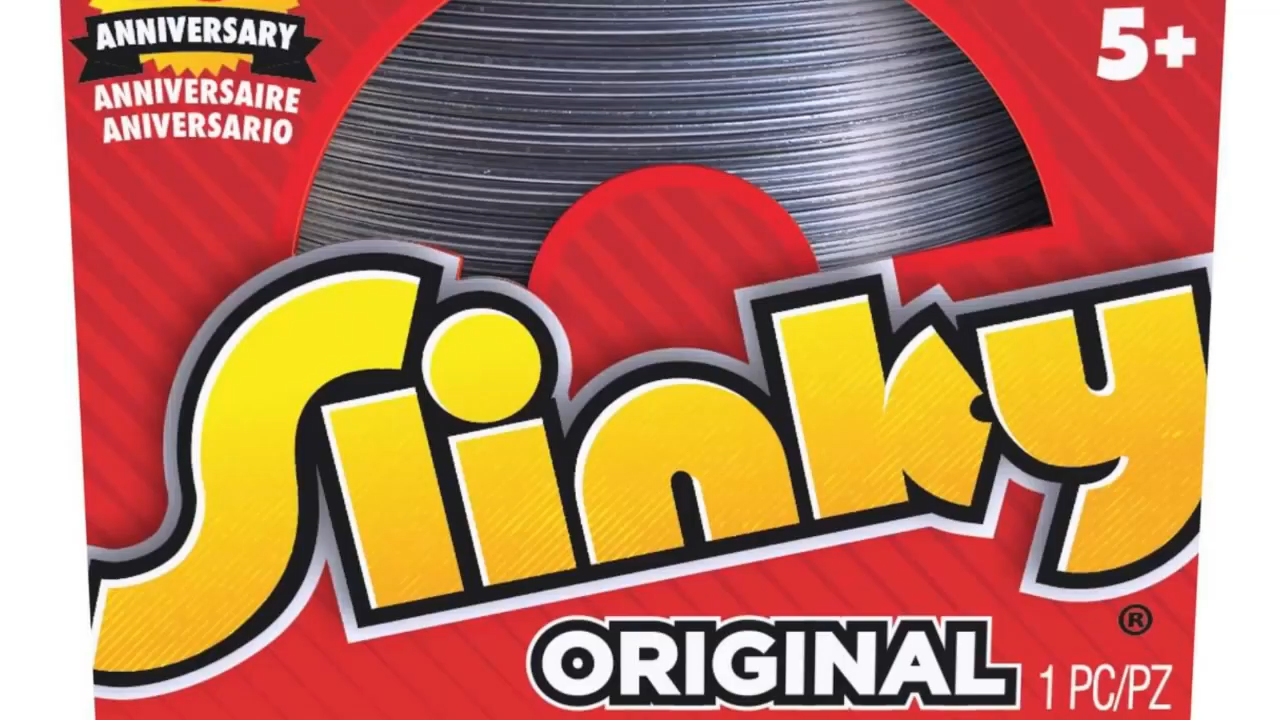 ANNIVERSARY
ANNIVERSAIRE
ANIVERSARIO
5+
Slinky
®
ORIGINAL
1 PC/PZ